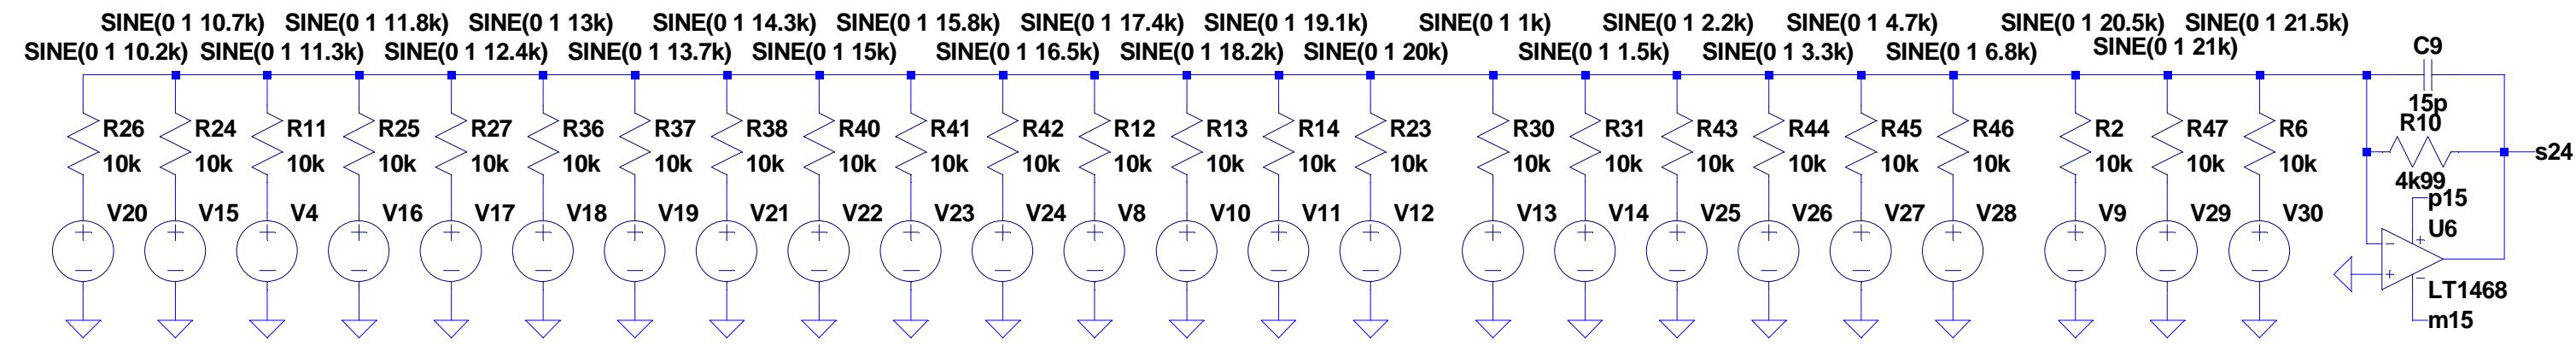 SINE(0 1 10.7k) SINE(0 1 11.8k) SINE(0 1 13k) SINE(0 1 14.3k) SINE(0 1 15.8k) SINE(0 1 17.4k) SINE(0 1 19.1k) SINE(0 1 1k) SINE(0 1 2.2k) SINE(0 1 4.7k) SINE(0 1 20.5k) SINE(0 1 21.5k)
SINE(0 1 10.2k) SINE(0 1 11.3k) SINE(0 1 12.4k) SINE(0 1 13.7k) SINE(0 1 15k) SINE(0 1 16.5k) SINE(0 1 18.2k) SINE(0 1 20k) SINE(0 1 1.5k) SINE(0 1 3.3k) SINE(0 1 6.8k) SINE(0 1 21k) C9
15p
R26 R24 R11 R25 R27 R36 R37 R38 R40 R41 R42 R12 R13 R14 R23 R30 R31 R43 R44 R45 R46 R2 R47 R6 R10
s24
10k 10k 10k 10k 10k 10k 10k 10k 10k 10k 10k 10k 10k 10k 10k 10k 10k 10k 10k 10k 10k 10k 10k 10k
4k99
p15
V20 V15 V4 V16 V17 V18 V19 V21 V22 V23 V24 V8 V10 V11 V12 V13 V14 V25 V26 V27 V28 V9 V29 V30 U6
LT1468
m15